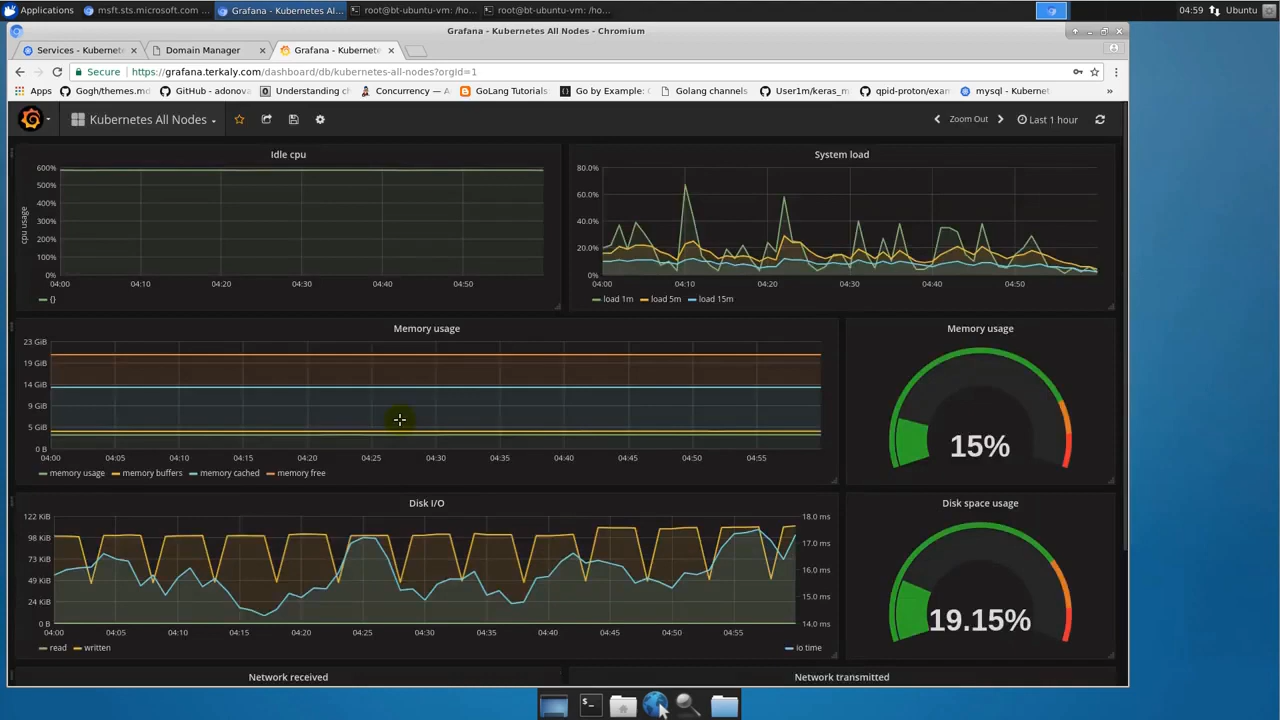 Applications msft.sts.microsoft.com ... Grafana - Kubernetes Al... root@bt-ubuntu-vm: /ho... root@bt-ubuntu-vm: /ho... 04:59 Ubuntu
Grafana - Kubernetes All Nodes - Chromium
Services - Kubernete Domain Manager Grafana - Kubernete
Secure https://grafana.terkaly.com/dashboard/db/kubernetes-all-nodes?orgId=1
Apps Gogh/themes.md GitHub - adonova Understanding ch Concurrency — A GoLang Tutorials Go by Example: C Golang channels User1m/keras_m qpid-proton/exan mysql - Kubernet
Kubernetes All Nodes Zoom Out Last 1 hour
Idle cpu System load
600% 80.0%
500%
400% 60.0%
300% 40.0%
200% 20.0%
100%
0% 0%
cpu usage
04:00 04:10 04:20 04:30 04:40 04:50 04:00 04:10 04:20 04:30 04:40 04:50
{} load 1m load 5m load 15m
Memory usage Memory usage
23 GiB
19 GiB
14 GiB
9 GiB
5 GiB
0 B
15%
04:00 04:05 04:10 04:15 04:20 04:25 04:30 04:35 04:40 04:45 04:50 04:55
memory usage memory buffers memory cached memory free
Disk I/O Disk space usage
122 KiB 18.0 ms
98 KiB 17.0 ms
73 KiB 16.0 ms
49 KiB
24 KiB 15.0 ms
0 B 14.0 ms
19.15%
04:00 04:05 04:10 04:15 04:20 04:25 04:30 04:35 04:40 04:45 04:50 04:55
read written io time
Network received Network transmitted